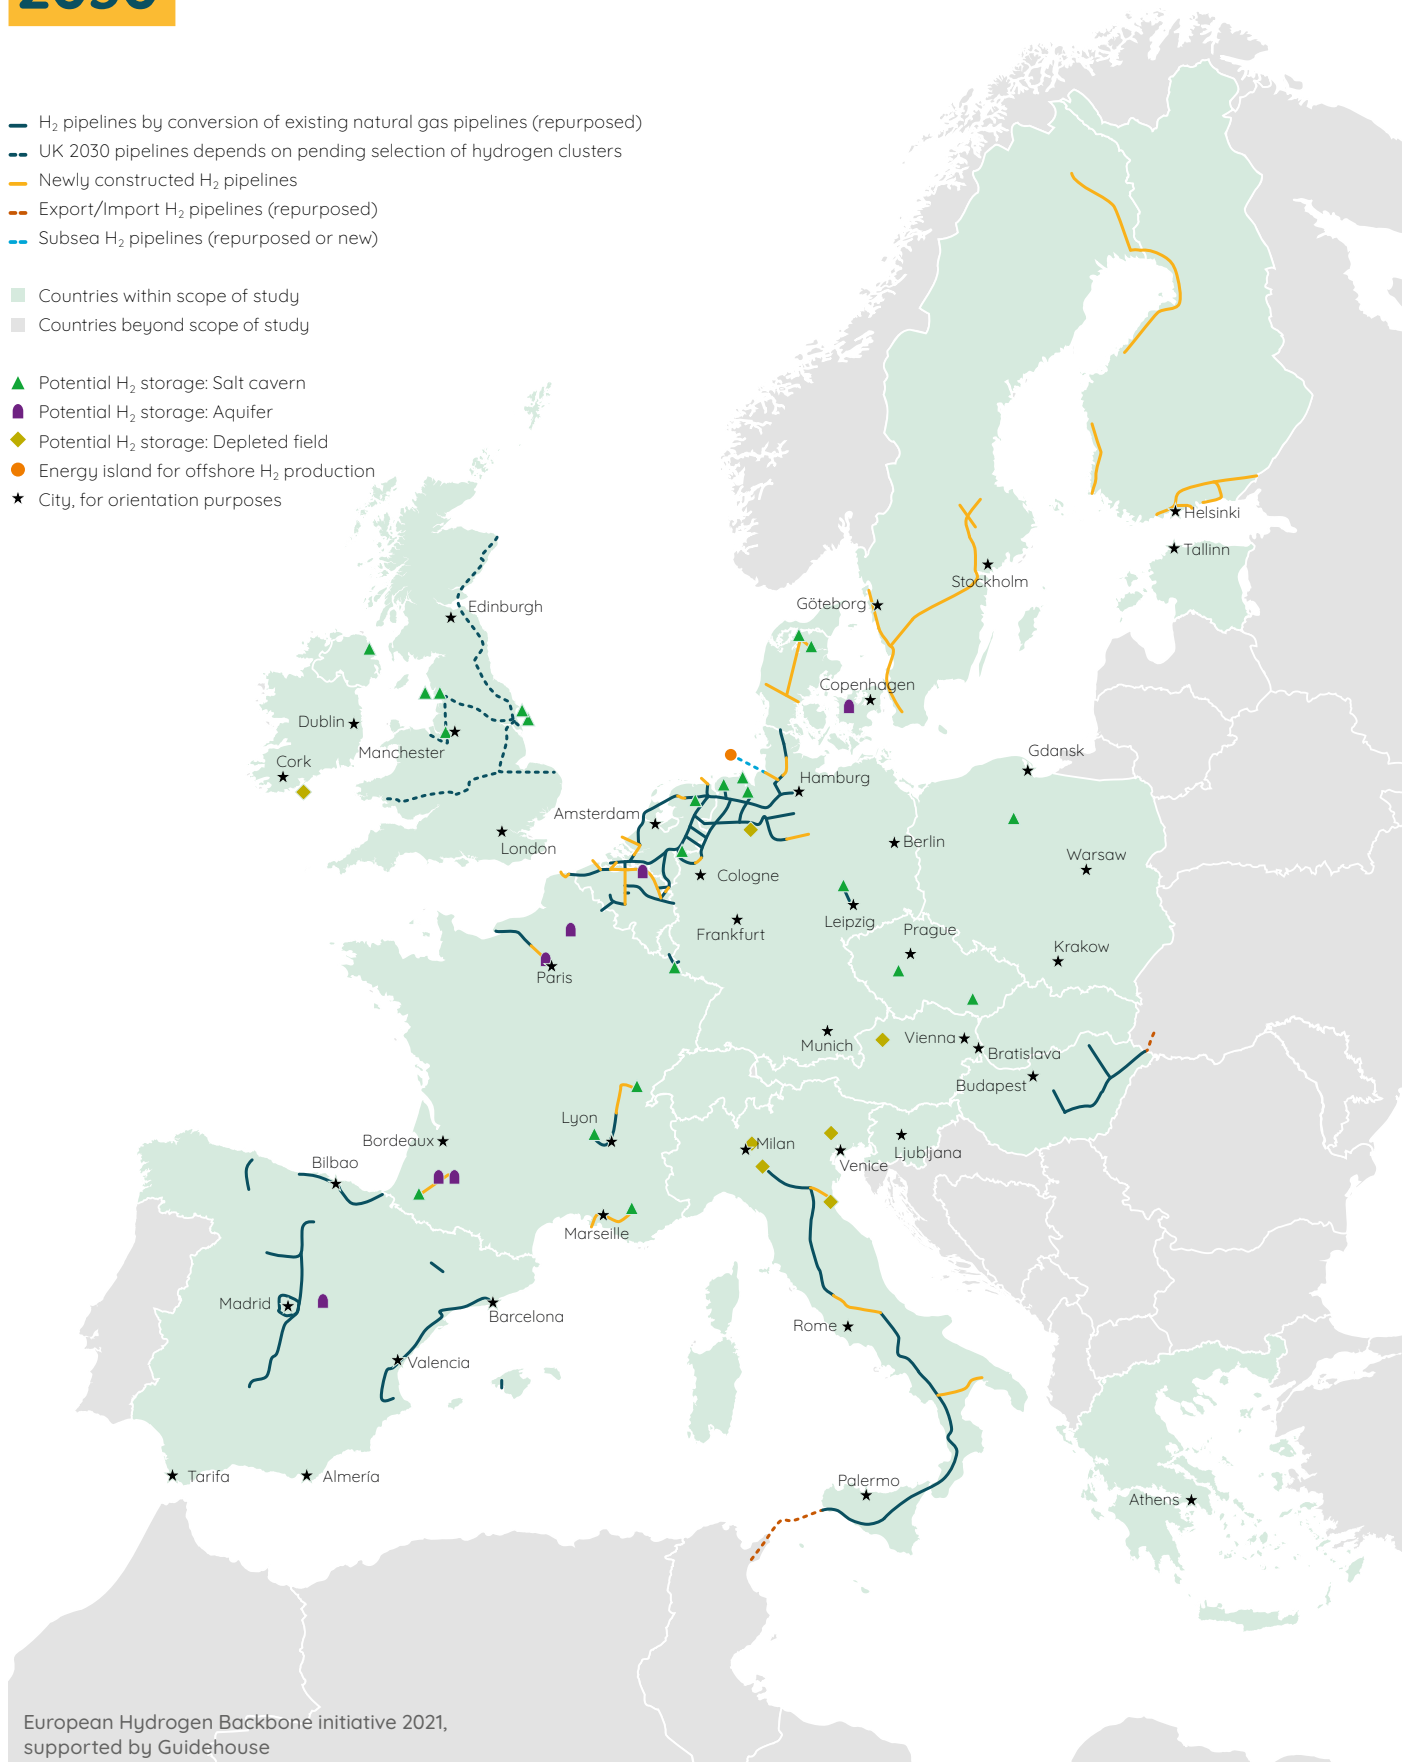 2030
H₂ pipelines by conversion of existing natural gas pipelines (repurposed)
UK 2030 pipelines depends on pending selection of hydrogen clusters
Newly constructed H₂ pipelines
Export/Import H₂ pipelines (repurposed)
Subsea H₂ pipelines (repurposed or new)
Countries within scope of study
Countries beyond scope of study
Potential H₂ storage: Salt cavern
Potential H₂ storage: Aquifer
Potential H₂ storage: Depleted field
Energy island for offshore H₂ production
City, for orientation purposes
Helsinki
Tallinn
Stockholm
Göteborg
Edinburgh
Copenhagen
Dublin
Manchester
Cork
Gdansk
Hamburg
Amsterdam
London
Berlin
Warsaw
Cologne
Leipzig
Frankfurt
Prague
Krakow
Paris
Munich
Vienna
Bratislava
Budapest
Lyon
Bordeaux
Milan
Venice
Ljubljana
Bilbao
Marseille
Madrid
Barcelona
Rome
Valencia
Tarifa
Almería
Palermo
Athens
European Hydrogen Backbone initiative 2021,
supported by Guidehouse